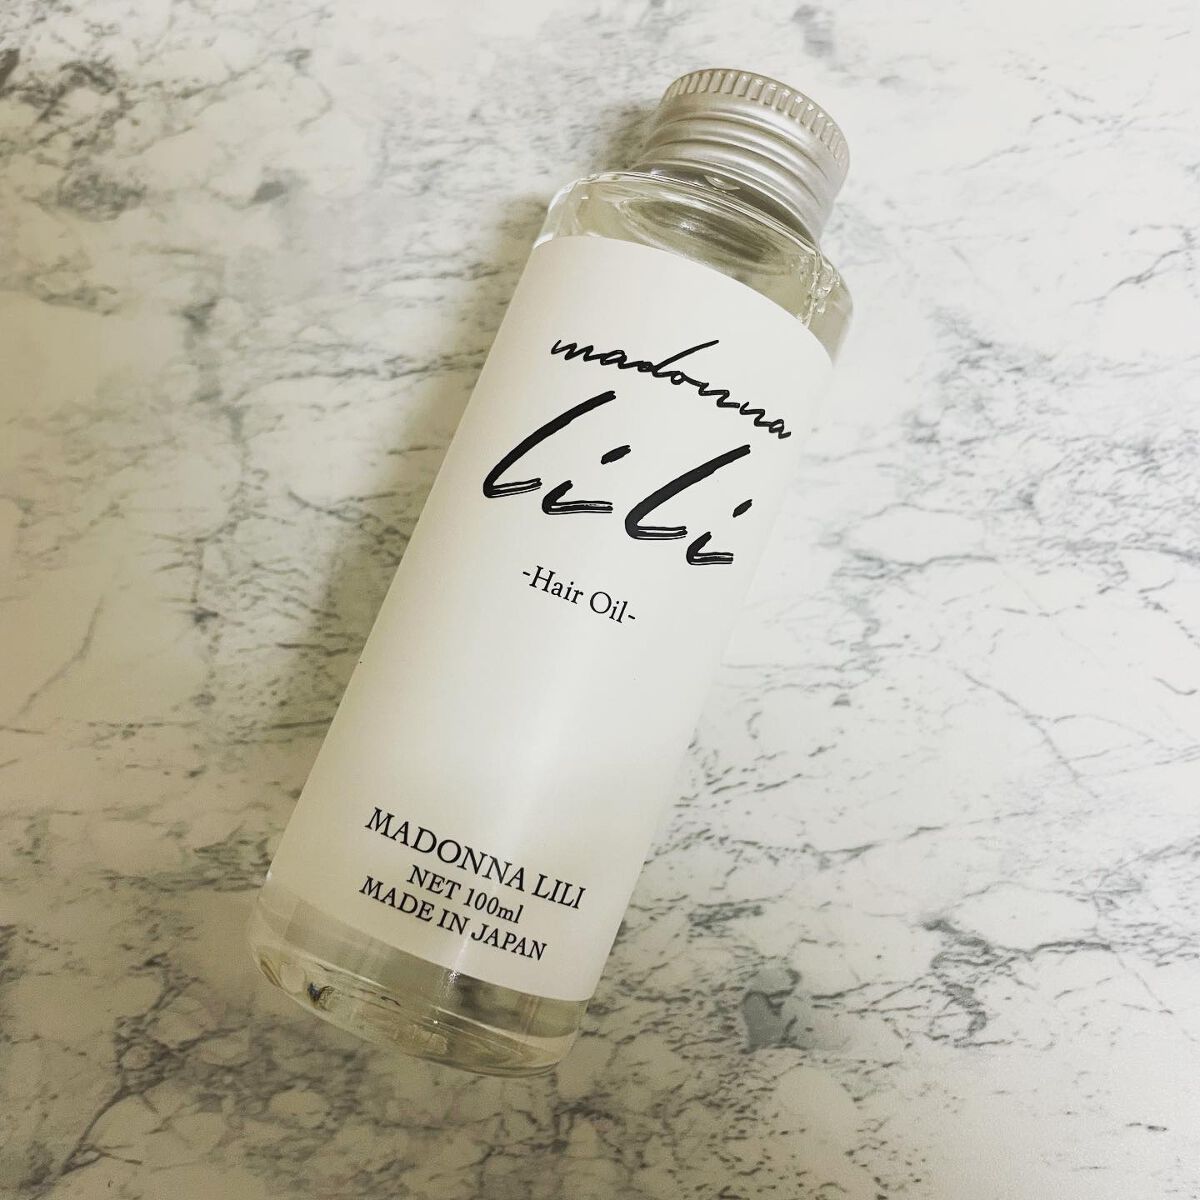 madonna
lili
-Hair Oil-
MADONNA LILI
NET 100ml
MADE IN JAPAN